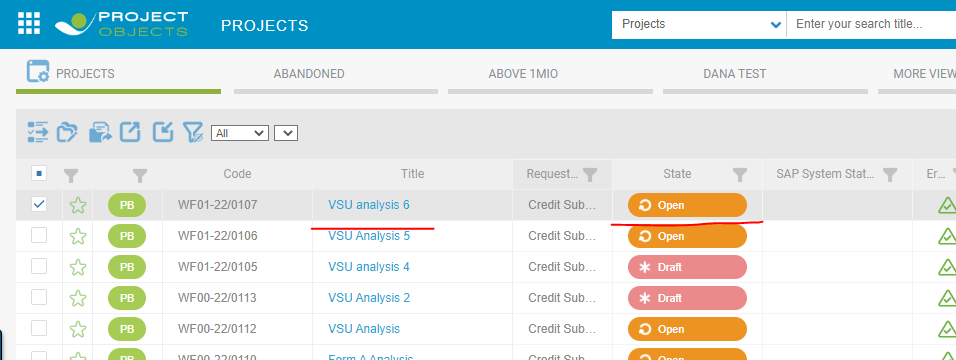 PROJECT
OBJECTS
PROJECTS
Projects
Enter your search title...
PROJECTS
ABANDONED
ABOVE 1MIO
DANA TEST
MORE VIEW
All
Code Title Request... State SAP System Stat... Er...
PB WF01-22/0107 VSU analysis 6 Credit Sub... Open
PB WF01-22/0106 VSU Analysis 5 Credit Sub... Open
PB WF01-22/0105 VSU analysis 4 Credit Sub... Draft
PB WF00-22/0113 VSU Analysis 2 Credit Sub... Draft
PB WF00-22/0112 VSU Analysis Credit Sub... Open
PB WF00-22/0110 Form A Analysis Credit Sub... Open